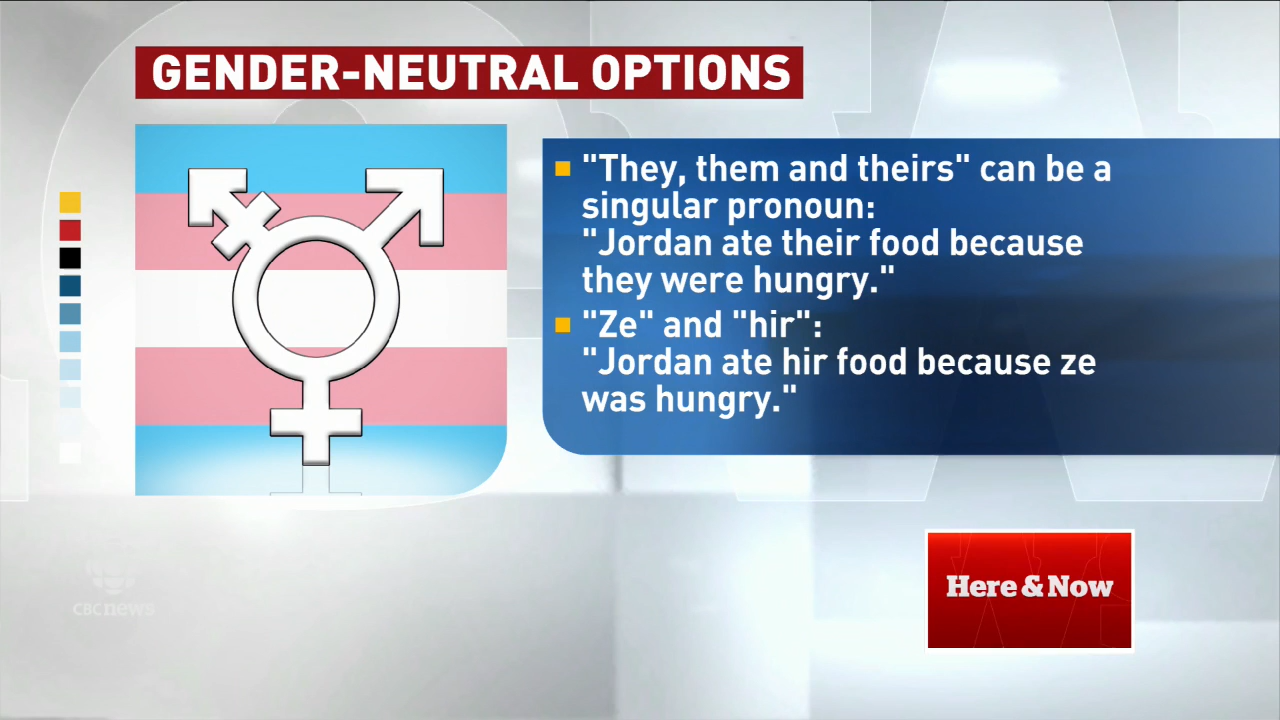 GENDER-NEUTRAL OPTIONS
"They, them and theirs" can be a
singular pronoun:
"Jordan ate their food because
they were hungry."
"Ze" and "hir":
"Jordan ate hir food because ze
was hungry."
Here & Now
CBC news